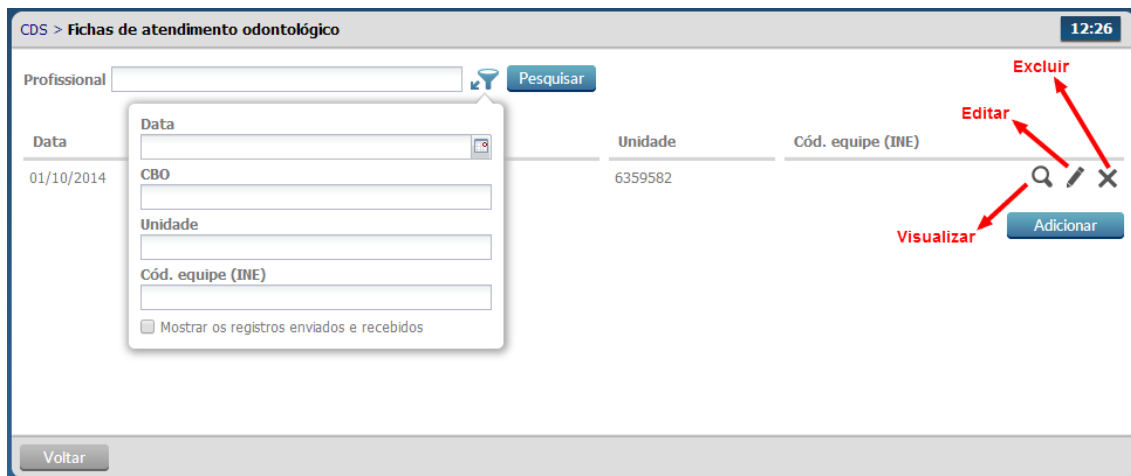 CDS > Fichas de atendimento odontológico
12:26
Profissional
Pesquisar
Excluir
Editar
Data
Data
Unidade
Cód. equipe (INE)
01/10/2014
CBO
6359582
Unidade
Visualizar
Adicionar
Cód. equipe (INE)
Mostrar os registros enviados e recebidos
Voltar